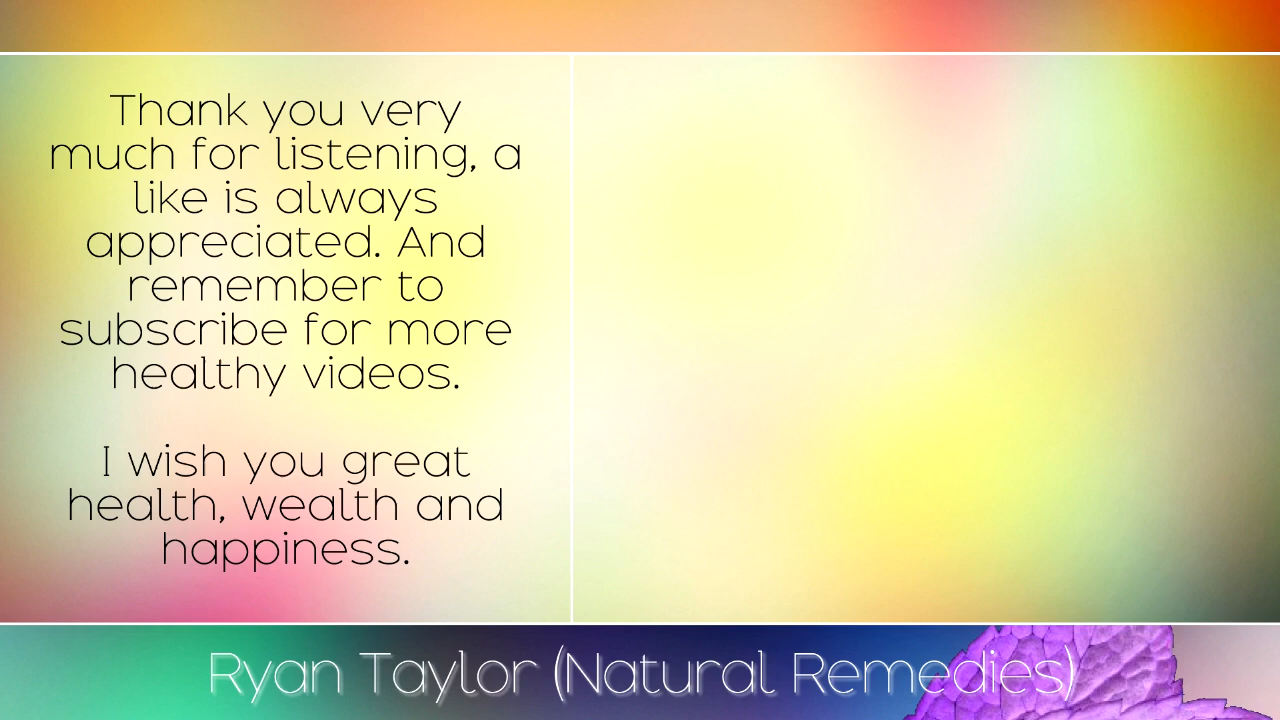 Thank you very
much for listening, a
like is always
appreciated. And
remember to
subscribe for more
healthy videos.
I wish you great
health, wealth and
happiness.
Ryan Taylor (Natural Remedies)